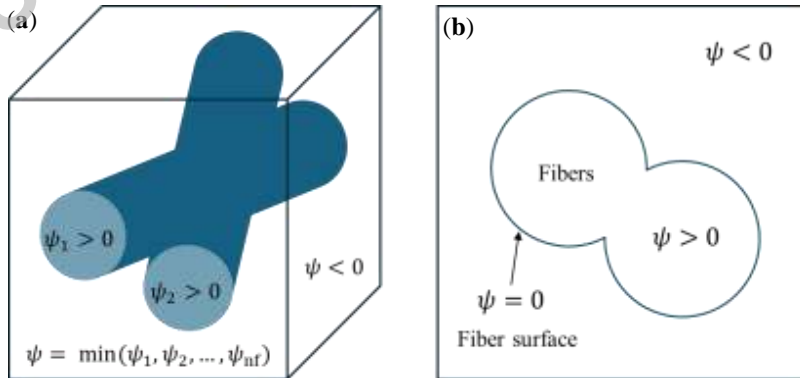 (a)
ψ₁ > 0
ψ₂ > 0
ψ < 0
ψ = min(ψ₁, ψ₂, ..., ψnf)
(b)
ψ < 0
Fibers
ψ > 0
ψ = 0
Fiber surface